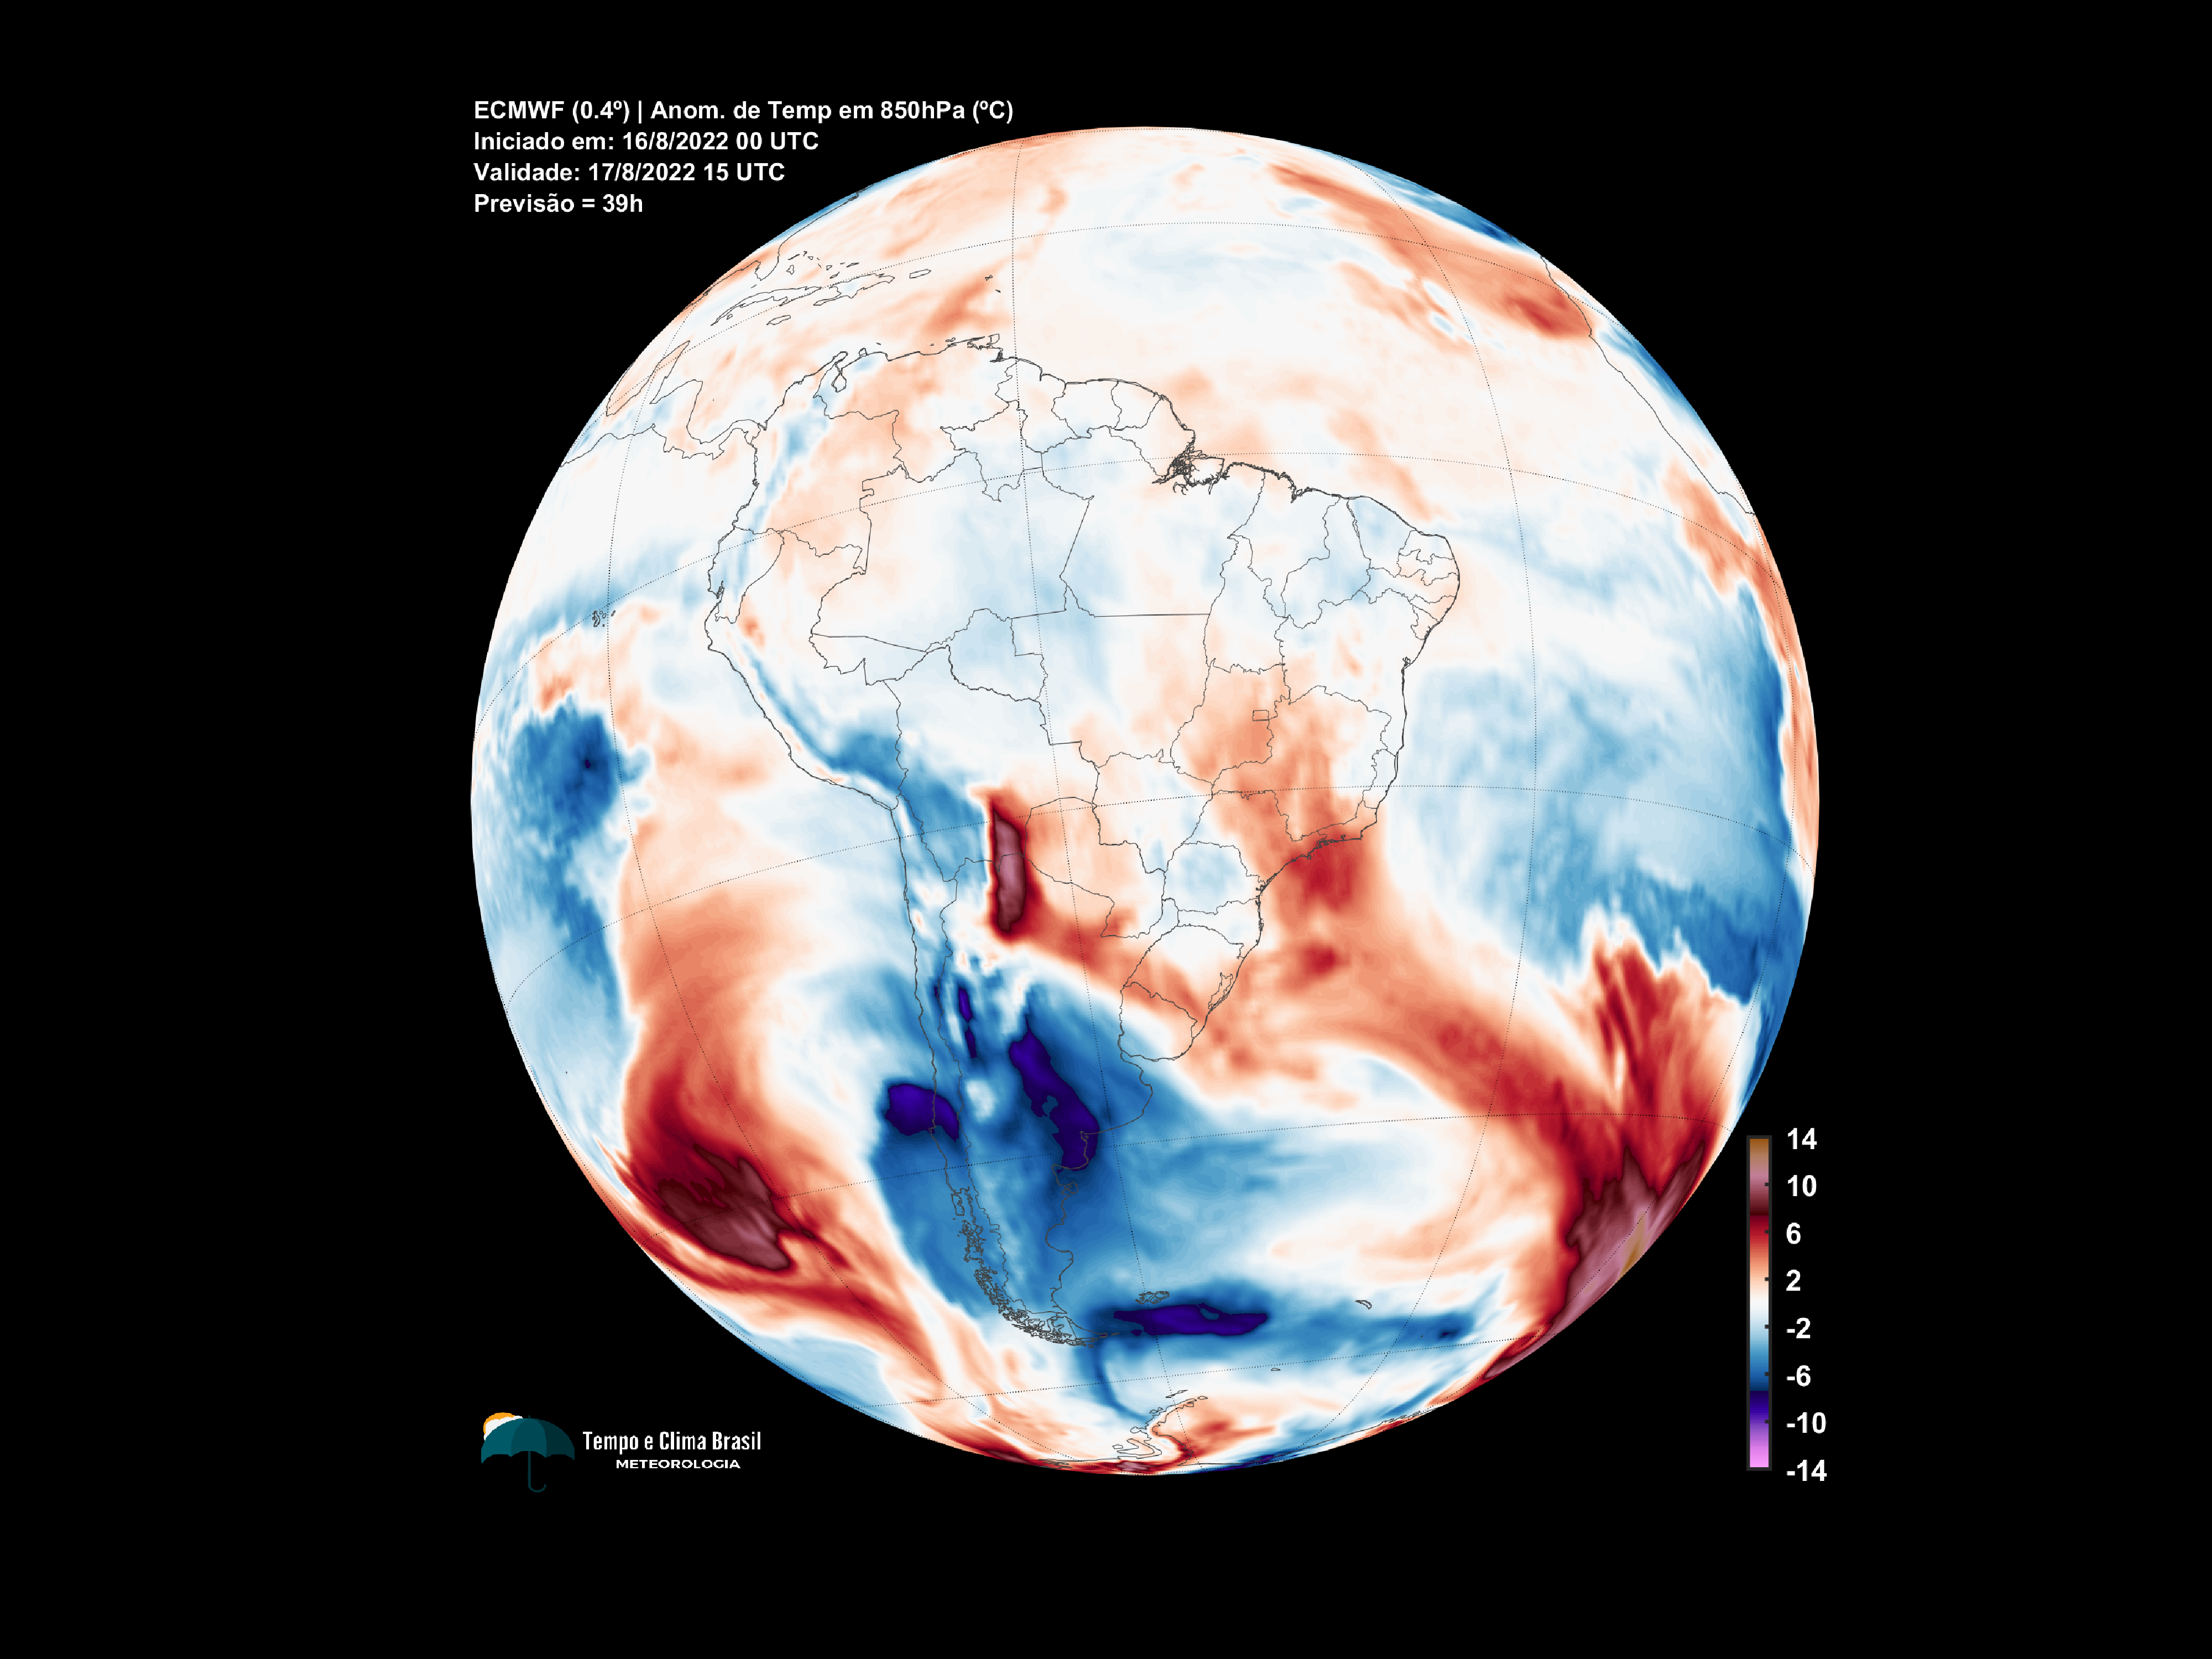 ECMWF (0.4º) | Anom. de Temp em 850hPa (ºC)
Iniciado em: 16/8/2022 00 UTC
Validade: 17/8/2022 15 UTC
Previsão = 39h
14
10
6
2
-2
-6
-10
-14
Tempo e Clima Brasil
METEOROLOGIA